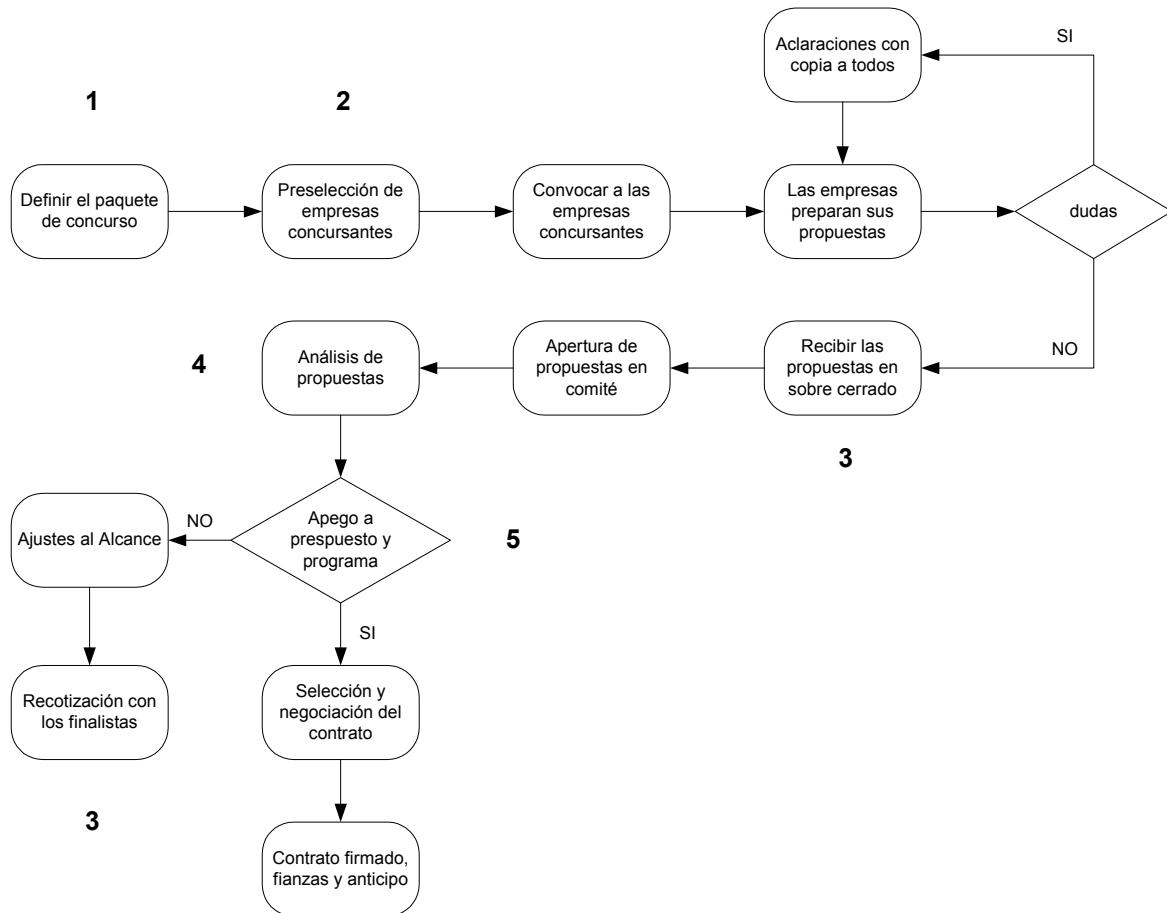 Aclaraciones con
copia a todos
SI
1
2
Definir el paquete
de concurso
Preselección de
empresas
concursantes
Convocar a las
empresas
concursantes
Las empresas
preparan sus
propuestas
dudas
4
Análisis de
propuestas
Apertura de
propuestas en
comité
Recibir las
propuestas en
sobre cerrado
NO
3
Ajustes al Alcance
NO
Apego a
prespuesto y
programa
5
SI
Recotización con
los finalistas
Selección y
negociación del
contrato
3
Contrato firmado,
fianzas y anticipo